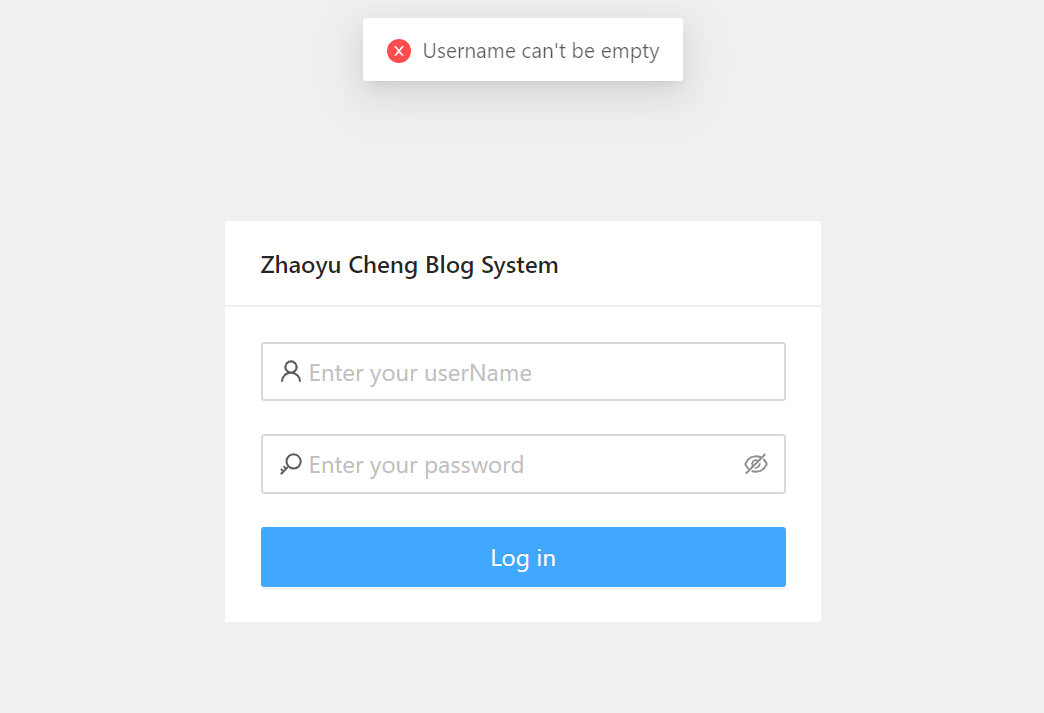 Username can't be empty
Zhaoyu Cheng Blog System
Enter your userName
Enter your password
Log in